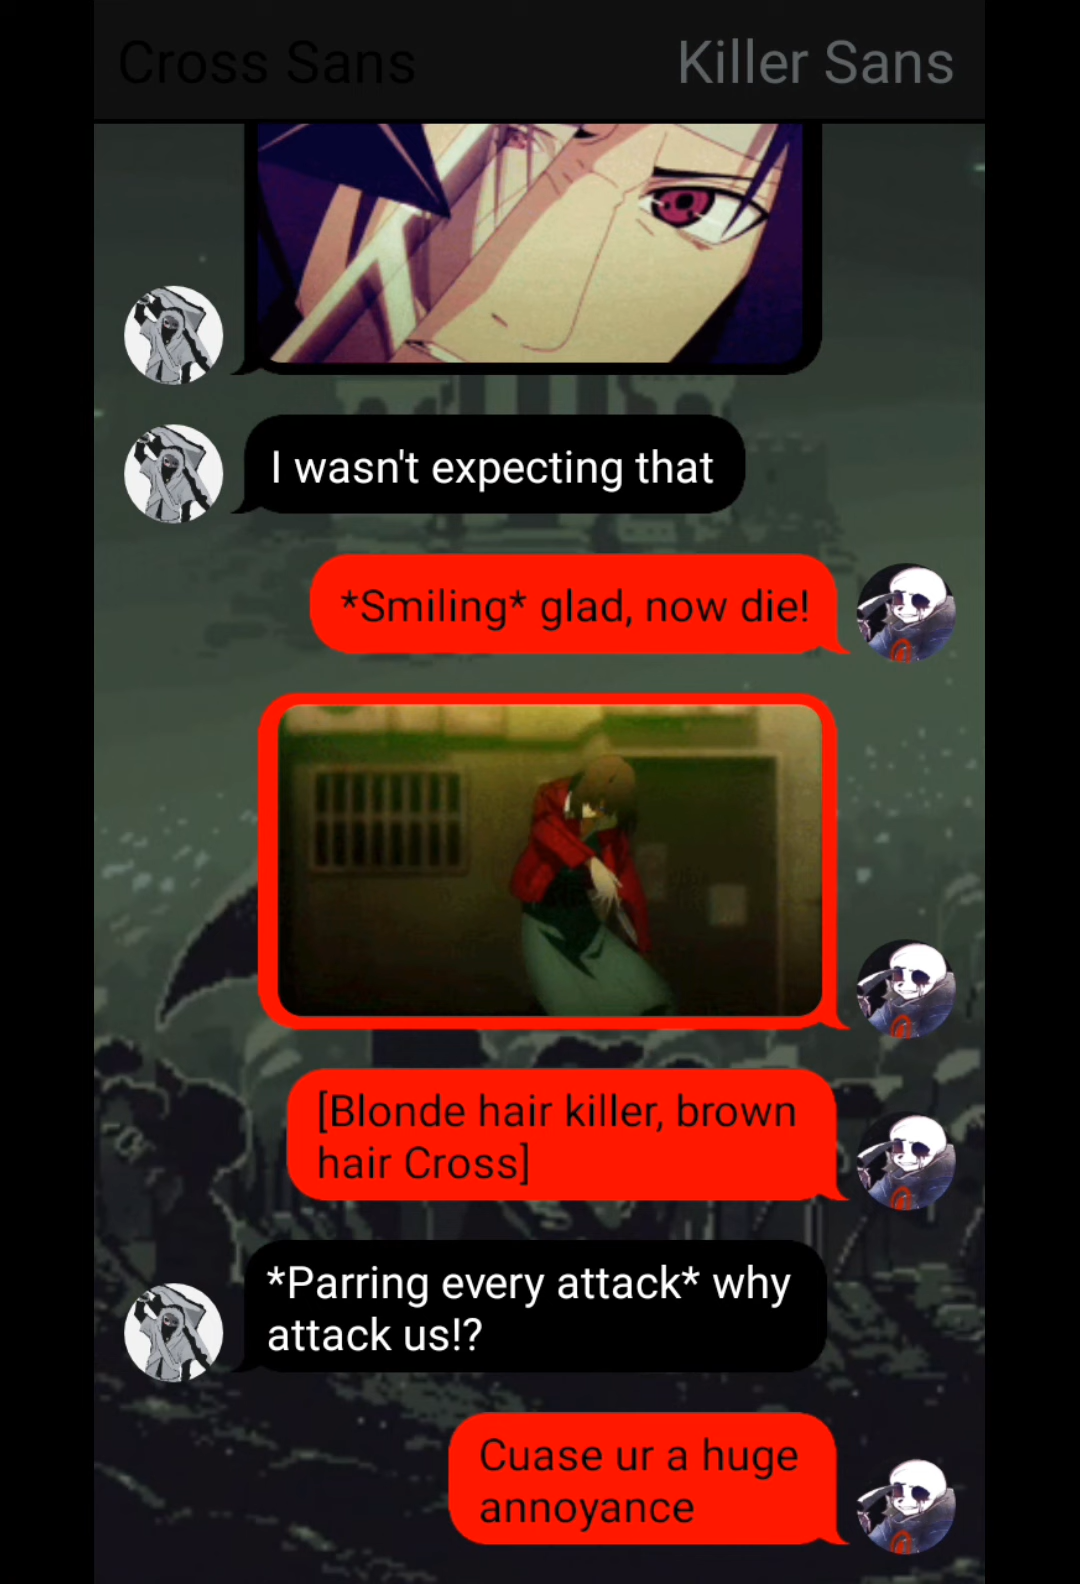 Cross Sans
Killer Sans
I wasn't expecting that
*Smiling* glad, now die!
[Blonde hair killer, brown
hair Cross]
*Parring every attack* why
attack us!?
Cuase ur a huge
annoyance